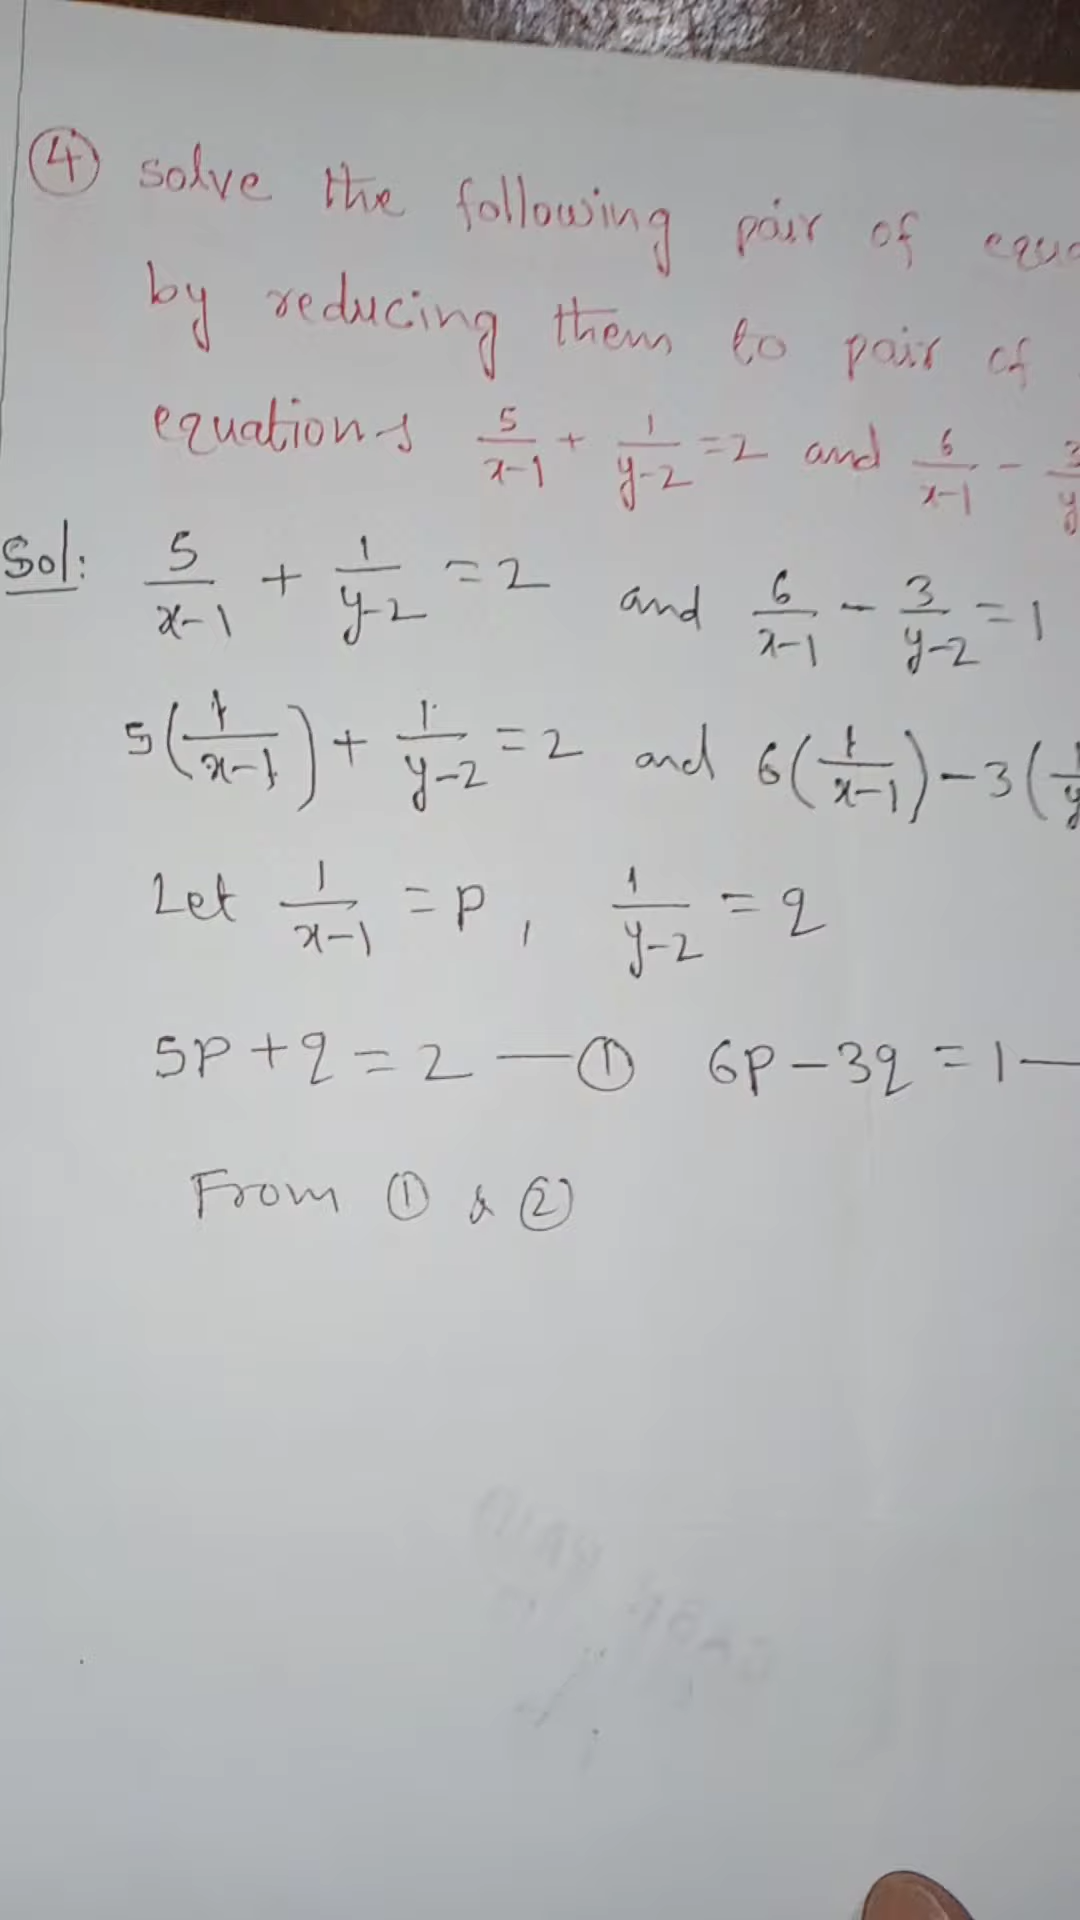 ④ solve the following pair of
by reducing them to pair of
equations 5/(x-1) + 1/(y-2) = 2 and 6/(x-1) -
Sol: 5/(x-1) + 1/(y-2) = 2 and 6/(x-1) - 3/(y-2) = 1
5(1/(x-1)) + 1/(y-2) = 2 and 6(1/(x-1)) - 3(
Let 1/(x-1) = p, 1/(y-2) = q
5p + q = 2 — ① 6p - 3q = 1 —
From ① & ②